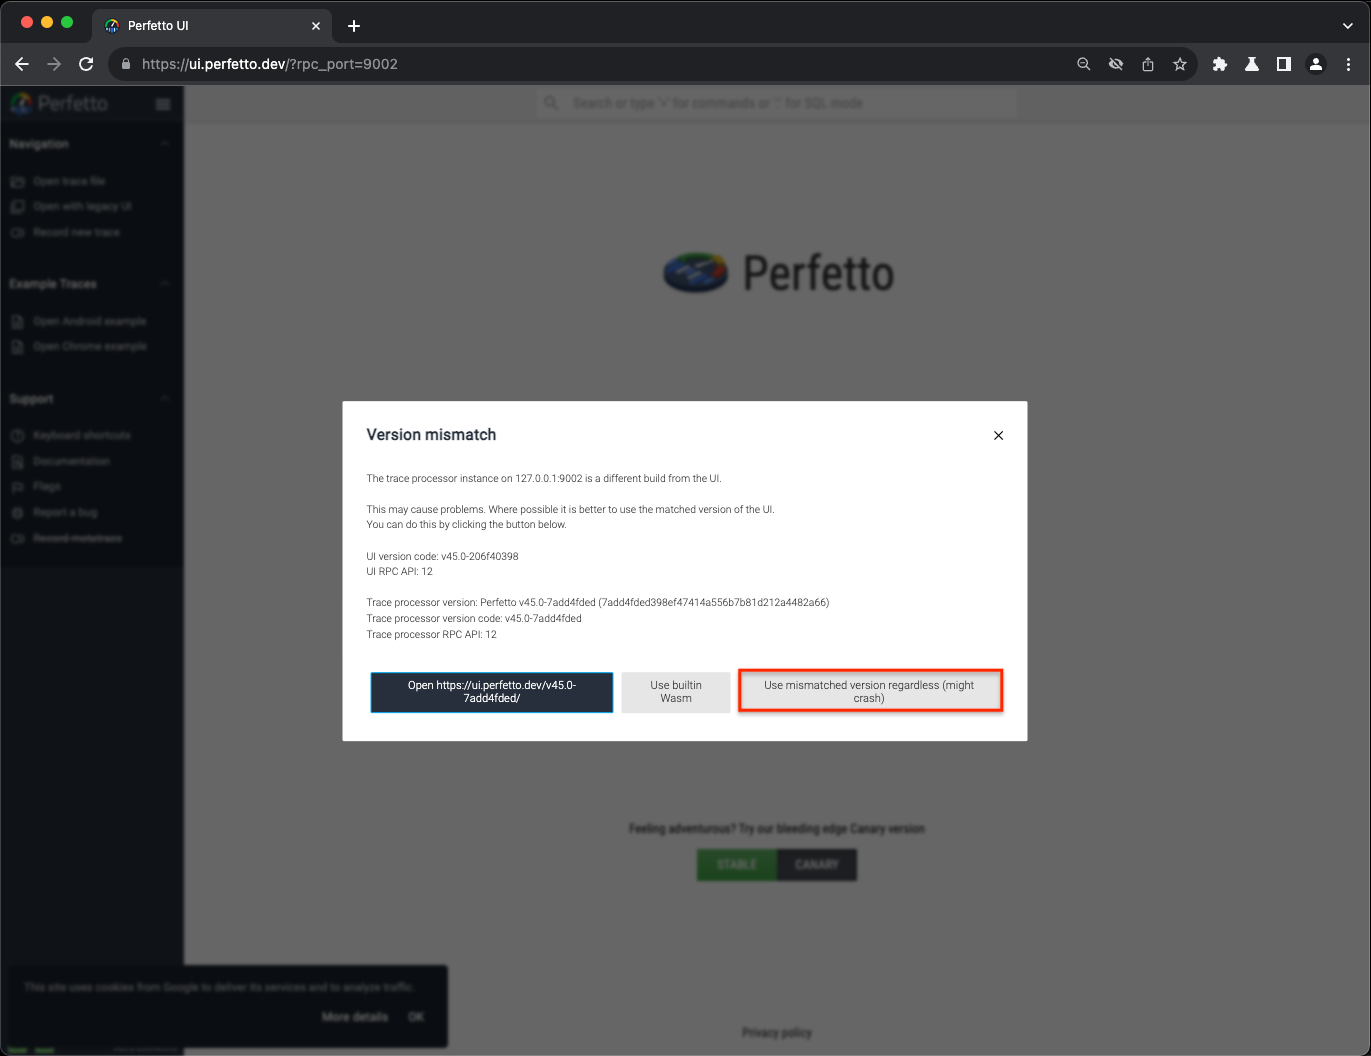 Perfetto UI
https://ui.perfetto.dev/?rpc_port=9002
Perfetto
Search or type '>' for commands or ':' for SQL mode
Navigation
Open trace file
Open with legacy UI
Record new trace
Example Traces
Open Android example
Open Chrome example
Support
Keyboard shortcuts
Documentation
Flags
Report a bug
Record metatrace
Perfetto
Version mismatch
The trace processor instance on 127.0.0.1:9002 is a different build from the UI.
This may cause problems. Where possible it is better to use the matched version of the UI.
You can do this by clicking the button below.
UI version code: v45.0-206f40398
UI RPC API: 12
Trace processor version: Perfetto v45.0-7add4fded (7add4fded398ef47414a556b7b81d212a4482a66)
Trace processor version code: v45.0-7add4fded
Trace processor RPC API: 12
Open https://ui.perfetto.dev/v45.0-
7add4fded/
Use builtin
Wasm
Use mismatched version regardless (might
crash)
Feeling adventurous? Try our bleeding edge Canary version
STABLE
CANARY
This site uses cookies from Google to deliver its services and to analyze traffic.
More details
OK
Privacy policy